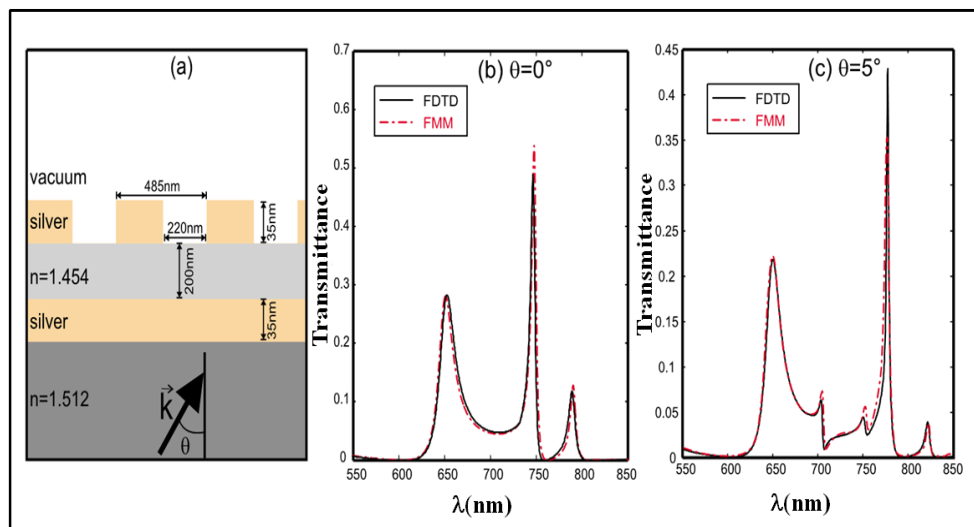 (a)
vacuum
485nm
silver
220nm
35nm
n=1.454
200nm
silver
35nm
n=1.512
k
θ
(b) θ=0°
FDTD
FMM
Transmittance
0.7
0.6
0.5
0.4
0.3
0.2
0.1
0
550 600 650 700 750 800 850
λ(nm)
(c) θ=5°
FDTD
FMM
Transmittance
0.45
0.4
0.35
0.3
0.25
0.2
0.15
0.1
0.05
0
550 600 650 700 750 800 850
λ(nm)